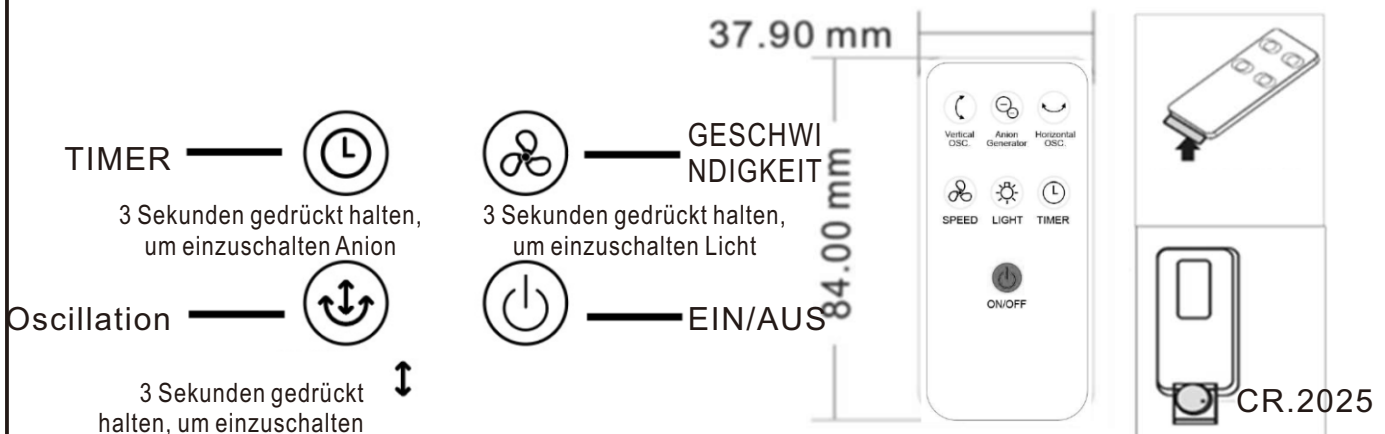 37.90 mm
84.00 mm
TIMER
3 Sekunden gedrückt halten,
um einzuschalten Anion
GESCHWI
NDIGKEIT
3 Sekunden gedrückt halten,
um einzuschalten Licht
Oscillation
3 Sekunden gedrückt
halten, um einzuschalten
EIN/AUS
Vertical OSC.
Anion Generator
Horizontal OSC.
SPEED LIGHT TIMER
ON/OFF
CR.2025